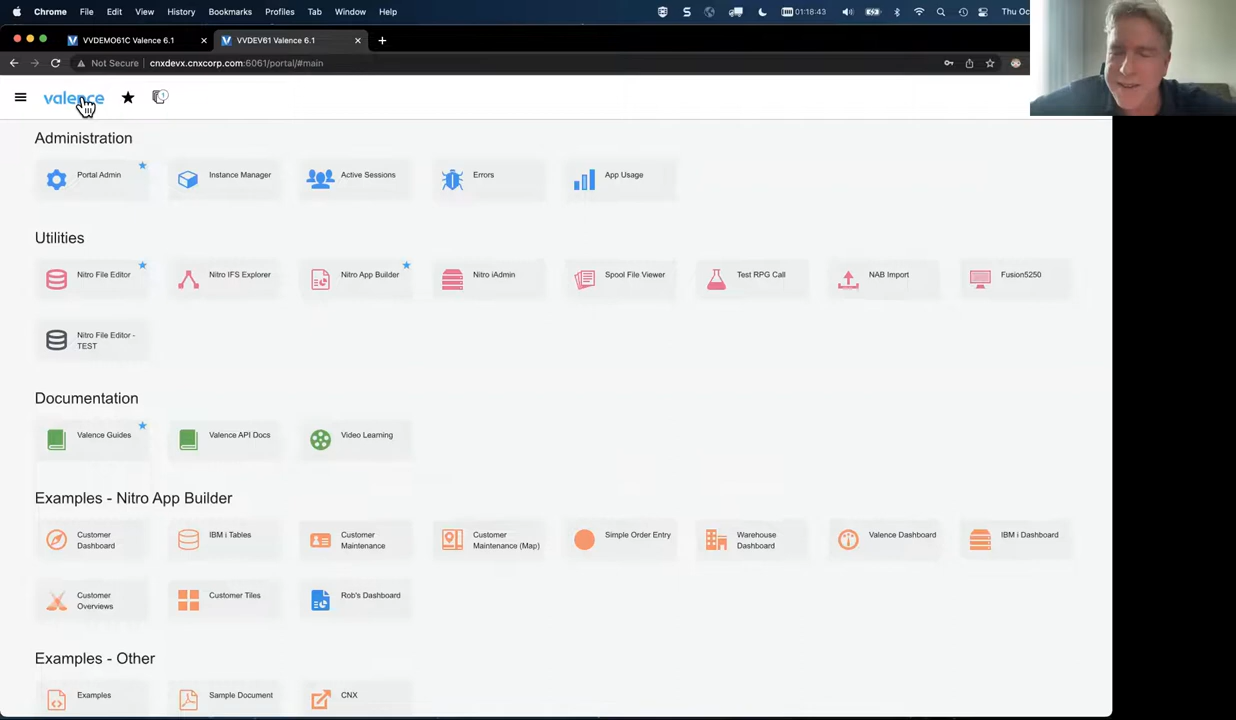 Chrome File Edit View History Bookmarks Profiles Tab Window Help 01:18:43 Thu Oc
VVDEMO61C Valence 6.1 VVDEV61 Valence 6.1
Not Secure cnxdevx.cnxcorp.com:6061/portal/#main
valence
Administration
Portal Admin Instance Manager Active Sessions Errors App Usage
Utilities
Nitro File Editor Nitro IFS Explorer Nitro App Builder Nitro iAdmin Spool File Viewer Test RPG Call NAB Import Fusion5250
Nitro File Editor -
TEST
Documentation
Valence Guides Valence API Docs Video Learning
Examples - Nitro App Builder
Customer
Dashboard
IBM i Tables
Customer
Maintenance
Customer
Maintenance (Map)
Simple Order Entry
Warehouse
Dashboard
Valence Dashboard
IBM i Dashboard
Customer
Overviews
Customer Tiles
Rob's Dashboard
Examples - Other
Examples Sample Document CNX